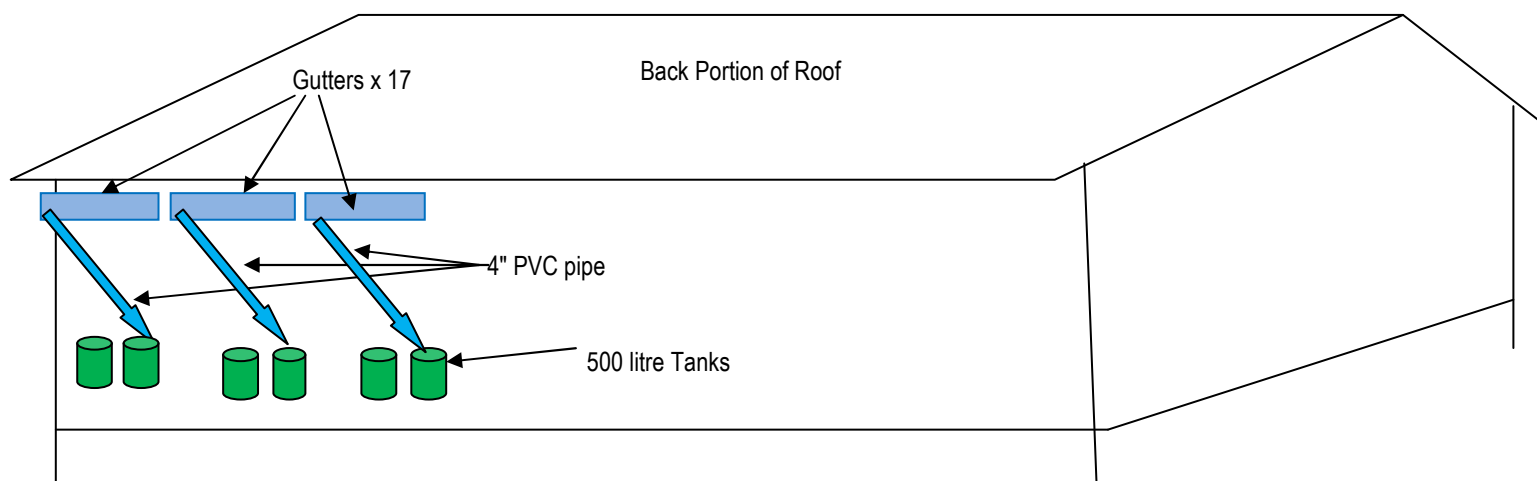 Back Portion of Roof
Gutters x 17
4" PVC pipe
500 litre Tanks